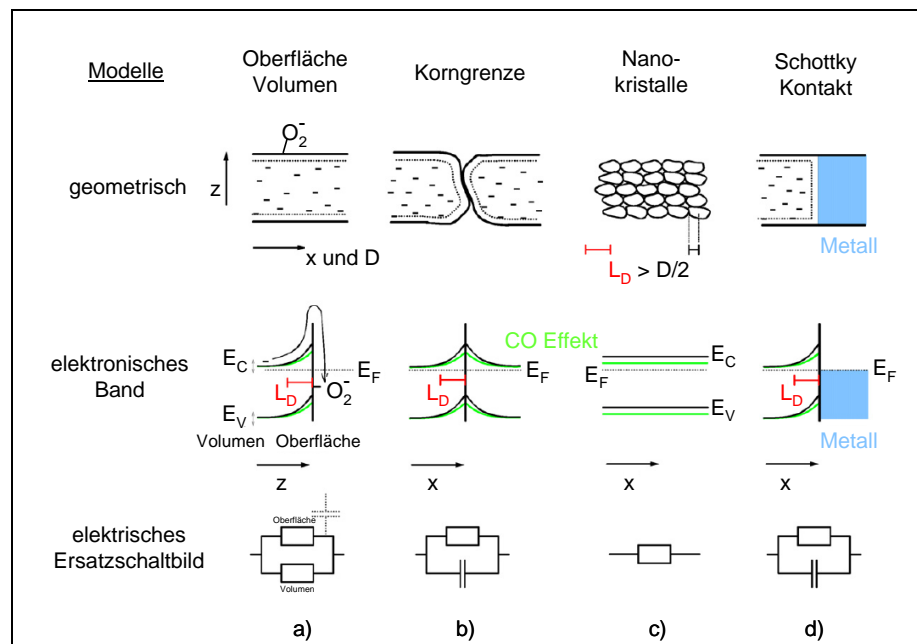 Modelle
Oberfläche
Volumen
Korngrenze
Nano-
kristalle
Schottky
Kontakt
geometrisch
z
O2-
x und D
LD > D/2
Metall
elektronisches
Band
EC
EV
LD
O2-
EF
Volumen
Oberfläche
z
LD
EF
x
CO Effekt
EC
EF
EV
x
LD
EF
Metall
x
elektrisches
Ersatzschaltbild
Oberfläche
Volumen
a)
b)
c)
d)